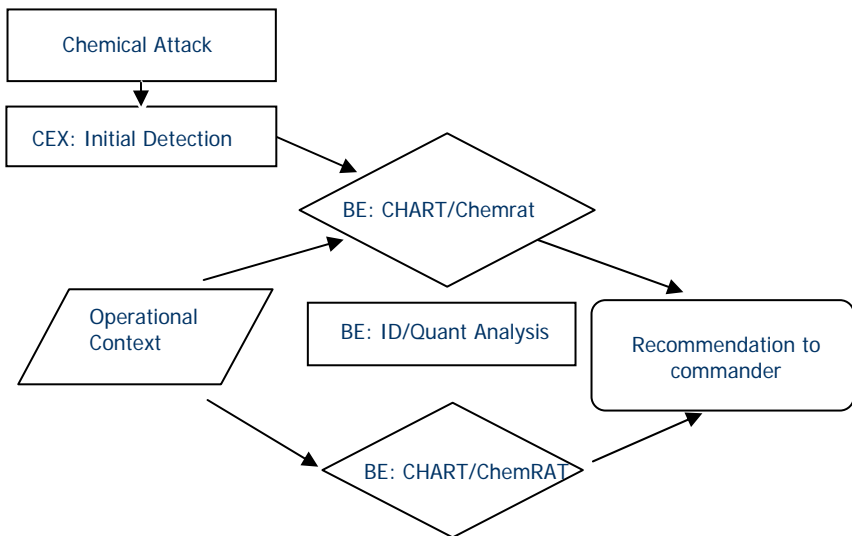 Chemical Attack
CEX: Initial Detection
BE: CHART/Chemrat
Operational
Context
BE: ID/Quant Analysis
Recommendation to
commander
BE: CHART/ChemRAT